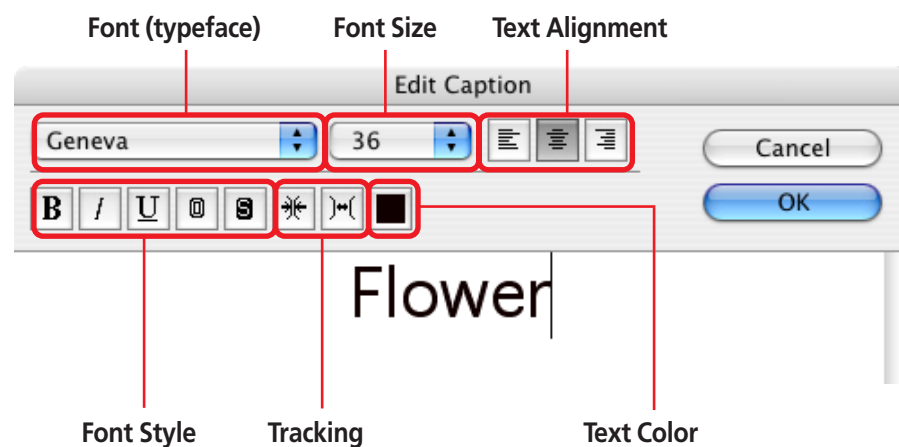 Font (typeface) Font Size Text Alignment
Edit Caption
Geneva 36 Cancel
B I U O S OK
Flower
Font Style Tracking Text Color